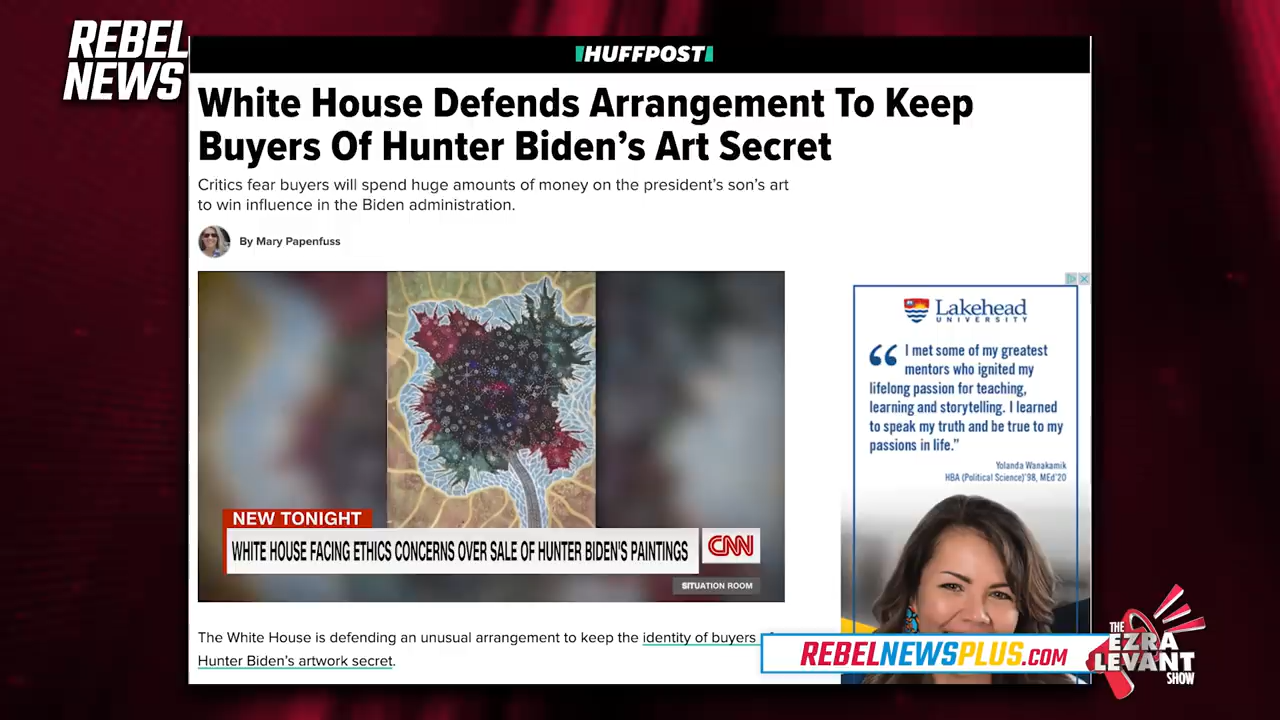 REBEL
NEWS
HUFFPOST
White House Defends Arrangement To Keep
Buyers Of Hunter Biden’s Art Secret
Critics fear buyers will spend huge amounts of money on the president’s son’s art
to win influence in the Biden administration.
By Mary Papenfuss
NEW TONIGHT
WHITE HOUSE FACING ETHICS CONCERNS OVER SALE OF HUNTER BIDEN'S PAINTINGS
CNN
SITUATION ROOM
The White House is defending an unusual arrangement to keep the identity of buyers
Hunter Biden’s artwork secret.
Lakehead
UNIVERSITY
“ I met some of my greatest
mentors who ignited my
lifelong passion for teaching,
learning and storytelling. I learned
to speak my truth and be true to my
passions in life.”
Yolanda Wanakamik
HBA (Political Science)'98, MEd'20
REBELNEWSPLUS.COM
THE
EZRA
LEVANT
SHOW